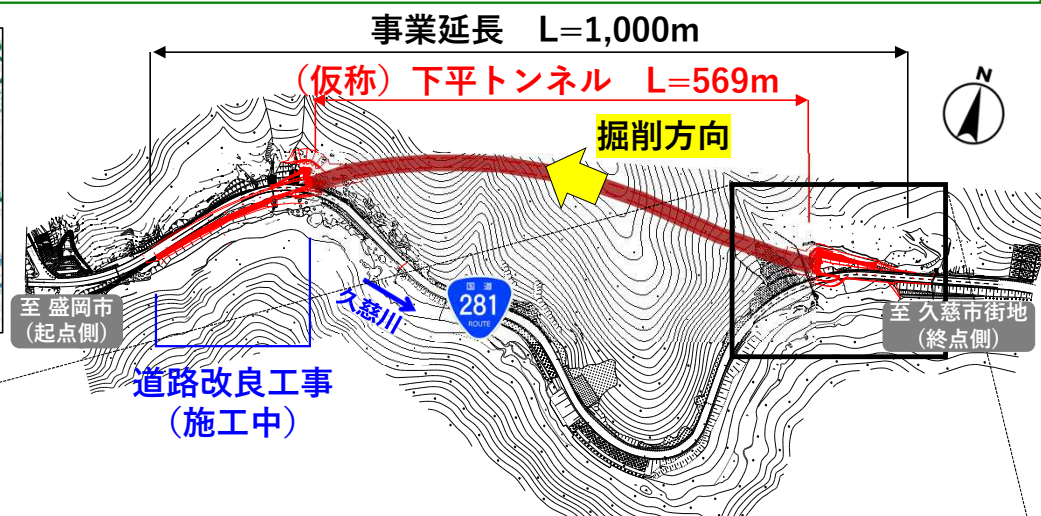 事業延長　L=1,000m
（仮称）下平トンネル　L=569m
N
掘削方向
至 盛岡市
（起点側）
久慈川
国道
281
ROUTE
至 久慈市街地
（終点側）
道路改良工事
（施工中）